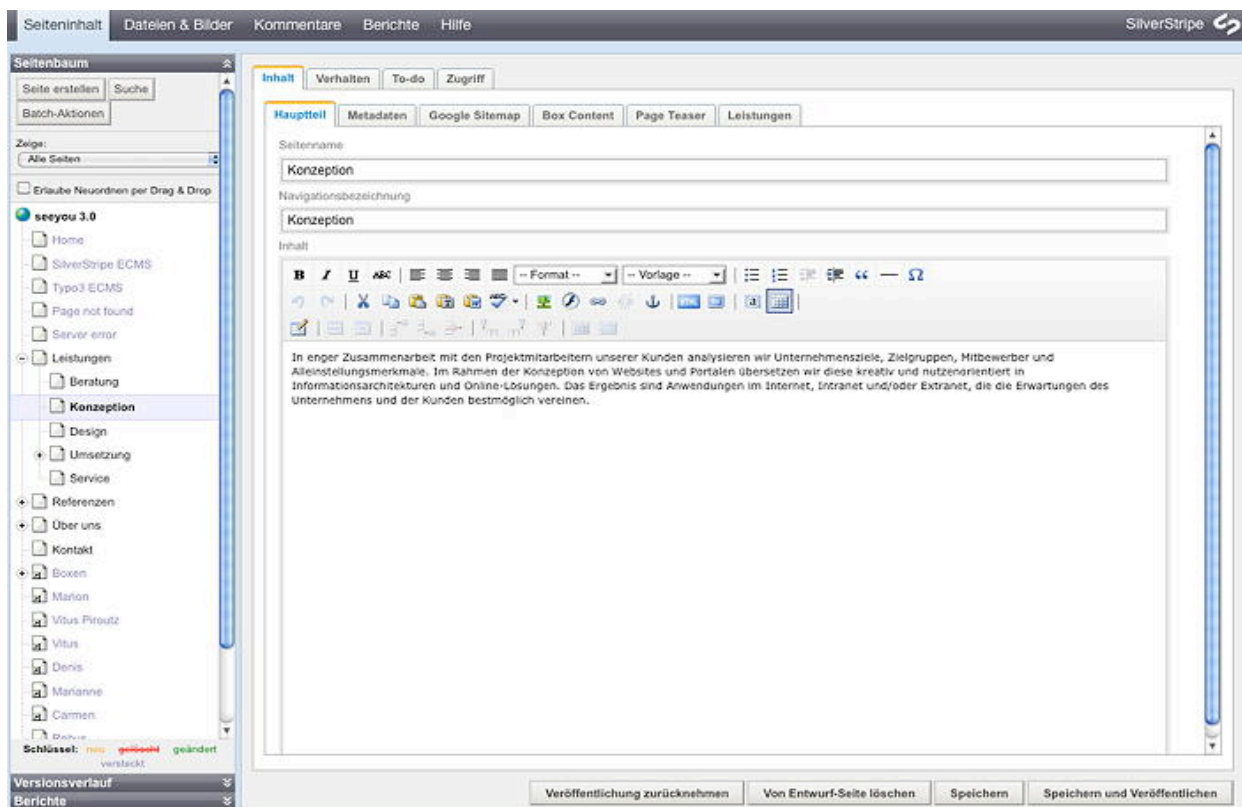 Seiteninhalt Dateien & Bilder Kommentare Berichte Hilfe SilverStripe
Seitenbaum
Seite erstellen Suche
Batch-Aktionen
Zeige:
Alle Seiten
Erlaube Neuordnen per Drag & Drop
seeyou 3.0
Home
SilverStripe ECMS
Typo3 ECMS
Page not found
Server error
Leistungen
Beratung
Konzeption
Design
Umsetzung
Service
Referenzen
Über uns
Kontakt
Boxen
Marion
Vitus Piroutz
Vitus
Denis
Marianne
Carmen
Schlüssel: neu gelöscht geändert
versteckt
Versionsverlauf
Berichte
Inhalt Verhalten To-do Zugriff
Hauptteil Metadaten Google Sitemap Box Content Page Teaser Leistungen
Seitenname
Konzeption
Navigationsbezeichnung
Konzeption
Inhalt
B I U ABC -- Format -- -- Vorlage --
In enger Zusammenarbeit mit den Projektmitarbeitern unserer Kunden analysieren wir Unternehmensziele, Zielgruppen, Mitbewerber und
Alleinstellungsmerkmale. Im Rahmen der Konzeption von Websites und Portalen übersetzen wir diese kreativ und nutzenorientiert in
Informationsarchitekturen und Online-Lösungen. Das Ergebnis sind Anwendungen im Internet, Intranet und/oder Extranet, die die Erwartungen des
Unternehmens und der Kunden bestmöglich vereinen.
Veröffentlichung zurücknehmen Von Entwurf-Seite löschen Speichern Speichern und Veröffentlichen